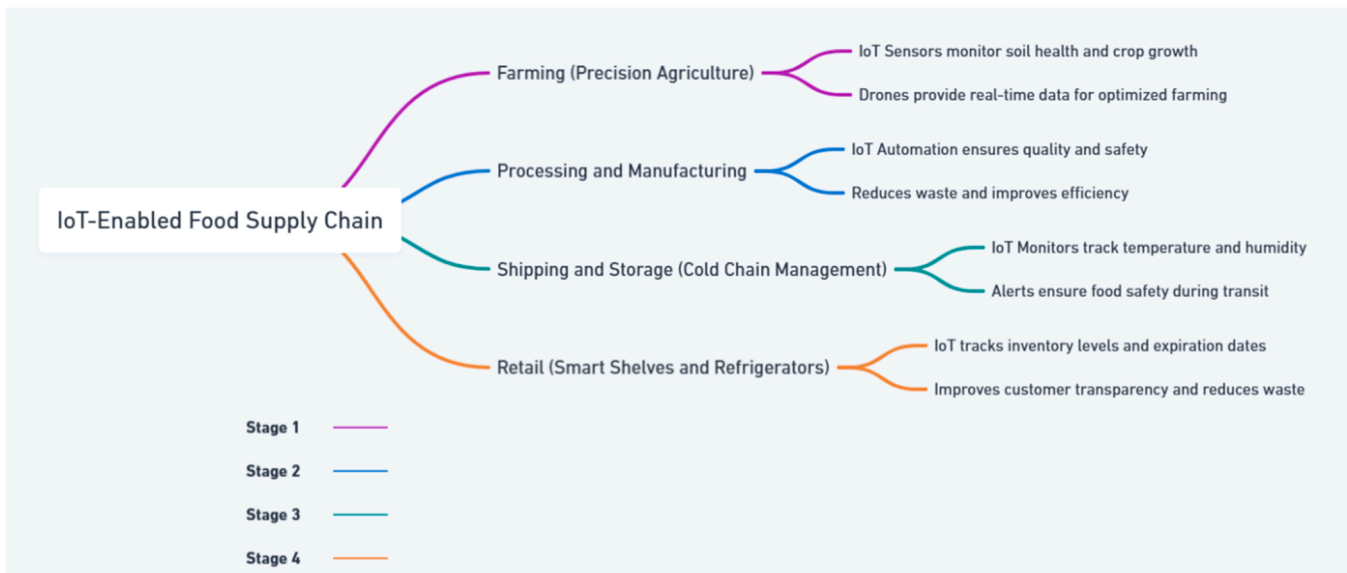 IoT-Enabled Food Supply Chain
Farming (Precision Agriculture)
IoT Sensors monitor soil health and crop growth
Drones provide real-time data for optimized farming
Processing and Manufacturing
IoT Automation ensures quality and safety
Reduces waste and improves efficiency
Shipping and Storage (Cold Chain Management)
IoT Monitors track temperature and humidity
Alerts ensure food safety during transit
Retail (Smart Shelves and Refrigerators)
IoT tracks inventory levels and expiration dates
Improves customer transparency and reduces waste
Stage 1
Stage 2
Stage 3
Stage 4